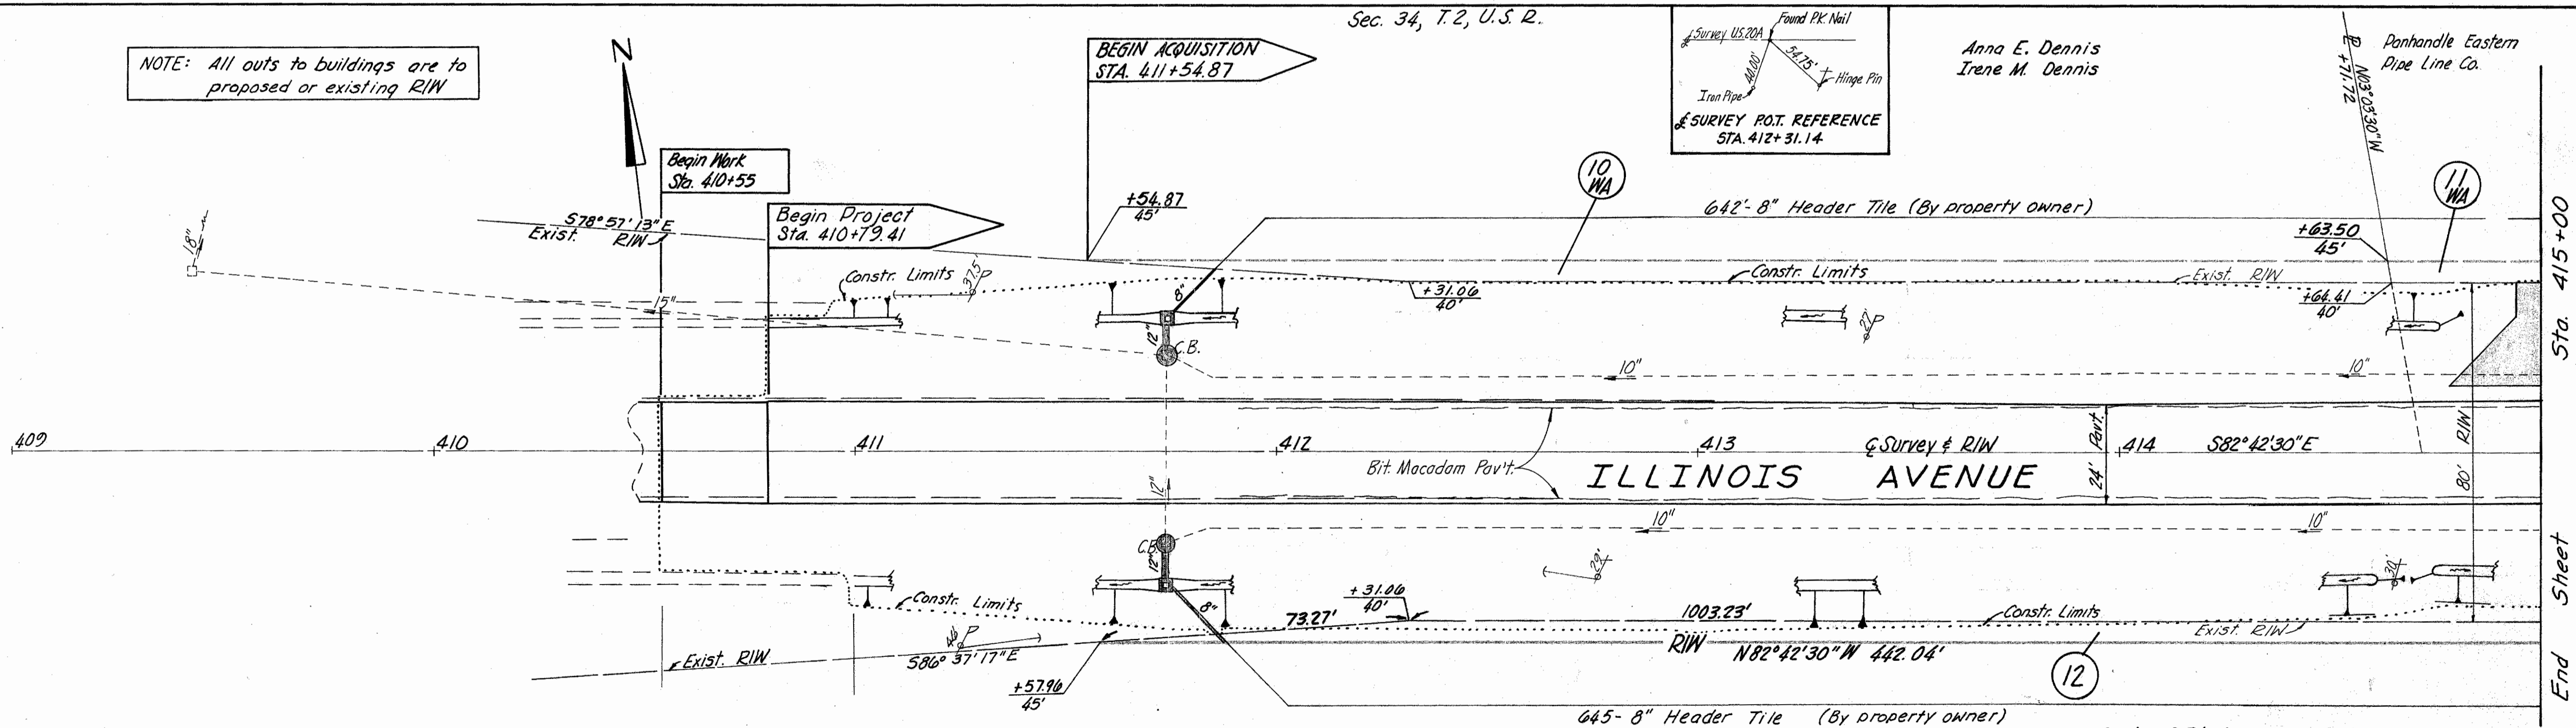 Sec. 34, T. 2, U.S. R.
NOTE: All outs to buildings are to
proposed or existing R/W
N
BEGIN ACQUISITION
STA. 411+54.87
Found P.K. Nail
℄ Survey U.S. 20A
40.00'
54.75'
Hinge Pin
Iron Pipe
℄ SURVEY P.O.T. REFERENCE
STA. 412+31.14
Anna E. Dennis
Irene M. Dennis
+71.72
N03°03'30"W
Panhandle Eastern
Pipe Line Co.
Begin Work
Sta. 410+55
Begin Project
Sta. 410+79.41
S78°57'13"E
Exist. R/W
+54.87
45'
10
WA
11
WA
642'-8" Header Tile (By property owner)
+63.50
45'
18"
15"
Constr. Limits
37.5'
P
8"
+31.06
40'
Constr. Limits
Exist. R/W
+64.41
40'
12"
C.B.
27'
P
10"
10"
409
410
411
412
413
℄ Survey & R/W
414
S82°42'30"E
Bit. Macadam Pav't.
ILLINOIS AVENUE
24' Pavt.
80' R/W
12"
10"
10"
C.B.
12"
29'
30'
Constr. Limits
8"
73.27'
+31.06
40'
1003.23'
Constr. Limits
Exist. R/W
46'
P
Exist. R/W
S86°37'17"E
R/W N82°42'30"W 442.04'
12
+57.96
45'
645-8" Header Tile (By property owner)
End Sheet Sta. 415+00